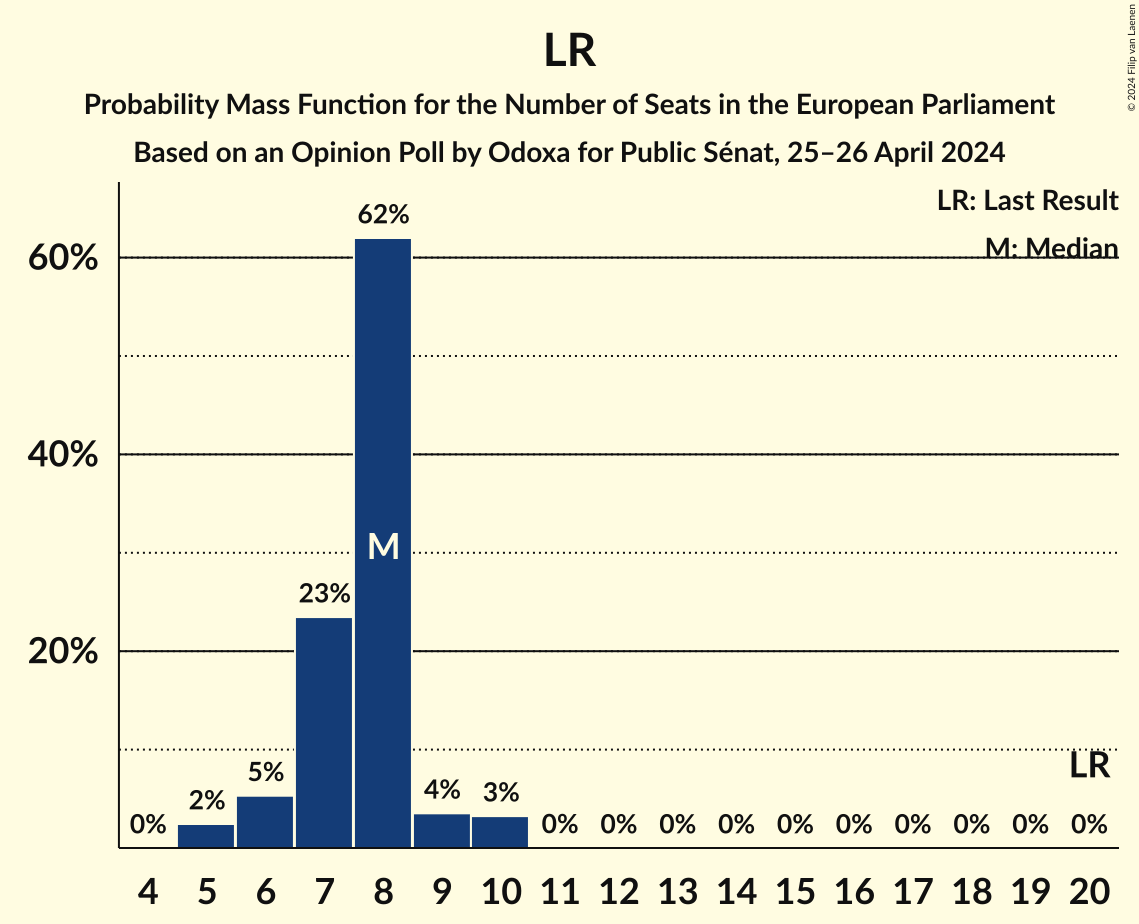 LR
Probability Mass Function for the Number of Seats in the European Parliament
Based on an Opinion Poll by Odoxa for Public Sénat, 25–26 April 2024
© 2024 Filip van Laenen
LR: Last Result
M: Median
60%
40%
20%
0%
2%
5%
23%
62%
M
4%
3%
0%
0%
0%
0%
0%
0%
0%
0%
0%
0%
LR
4 5 6 7 8 9 10 11 12 13 14 15 16 17 18 19 20